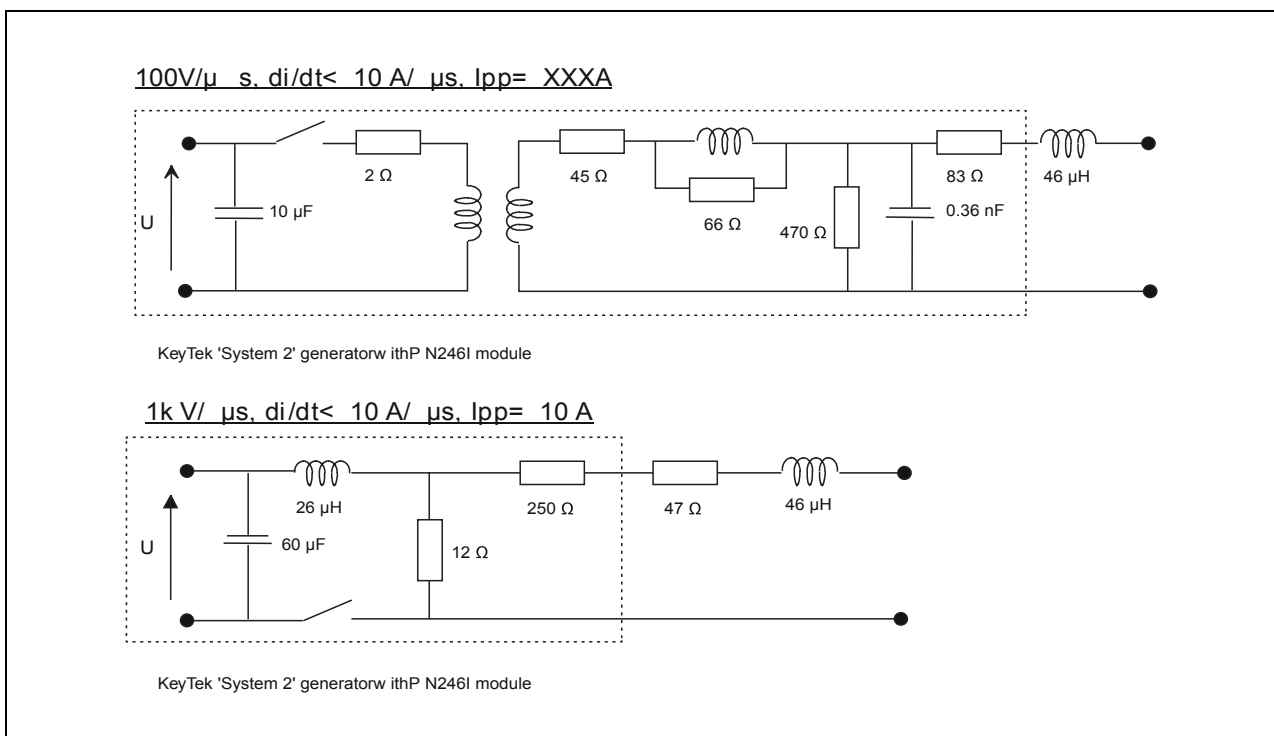 100V/µ s, di/dt< 10 A/ µs, Ipp= XXXA
U
10 µF
2 Ω
45 Ω
66 Ω
470 Ω
0.36 nF
83 Ω
46 µH
KeyTek 'System 2' generatorw ithP N246I module
1k V/ µs, di/dt< 10 A/ µs, Ipp= 10 A
U
60 µF
26 µH
12 Ω
250 Ω
47 Ω
46 µH
KeyTek 'System 2' generatorw ithP N246I module